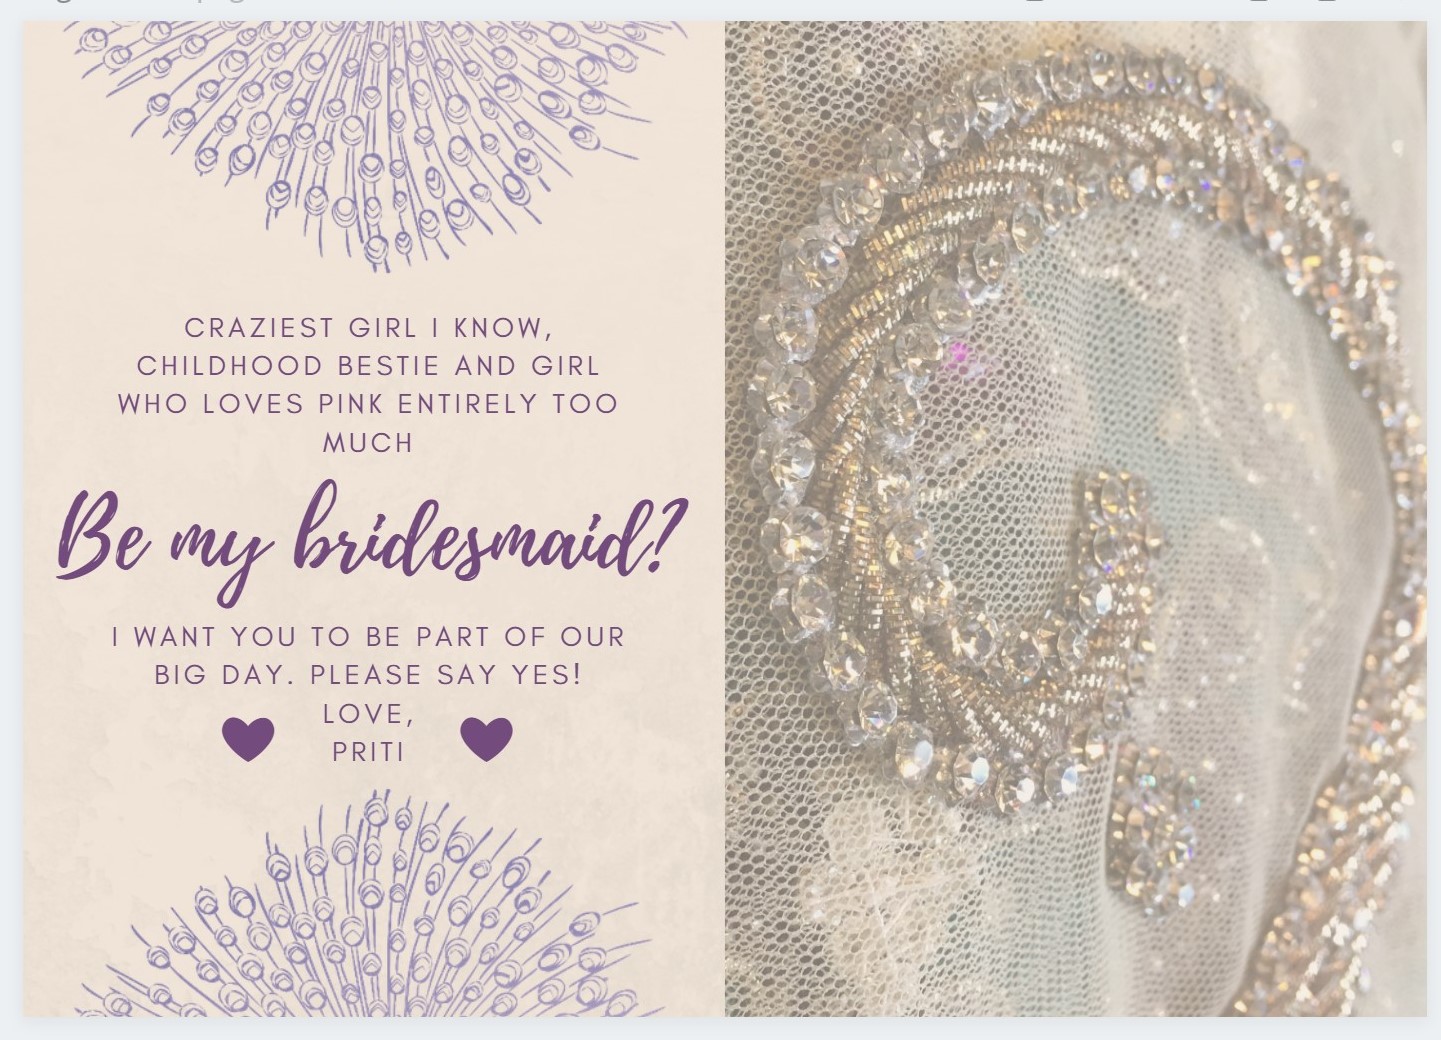 CRAZIEST GIRL I KNOW,
CHILDHOOD BESTIE AND GIRL
WHO LOVES PINK ENTIRELY TOO
MUCH
Be my bridesmaid?
I WANT YOU TO BE PART OF OUR
BIG DAY. PLEASE SAY YES!
LOVE,
PRITI